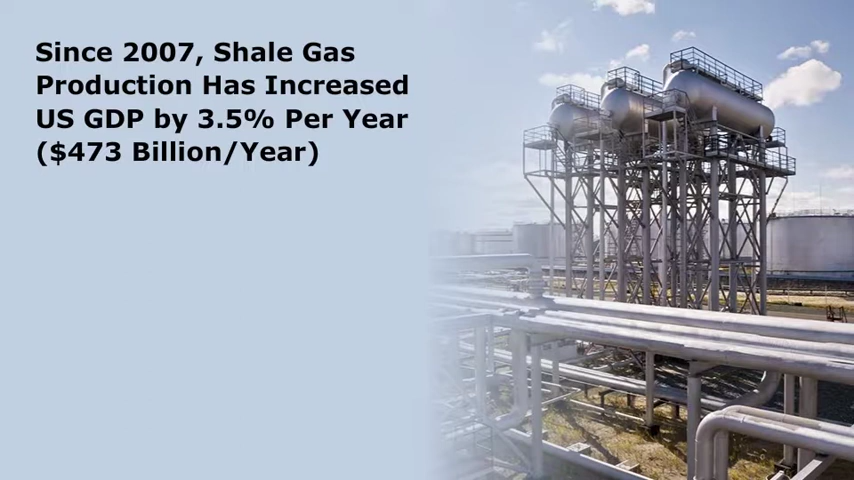 Since 2007, Shale Gas
Production Has Increased
US GDP by 3.5% Per Year
($473 Billion/Year)